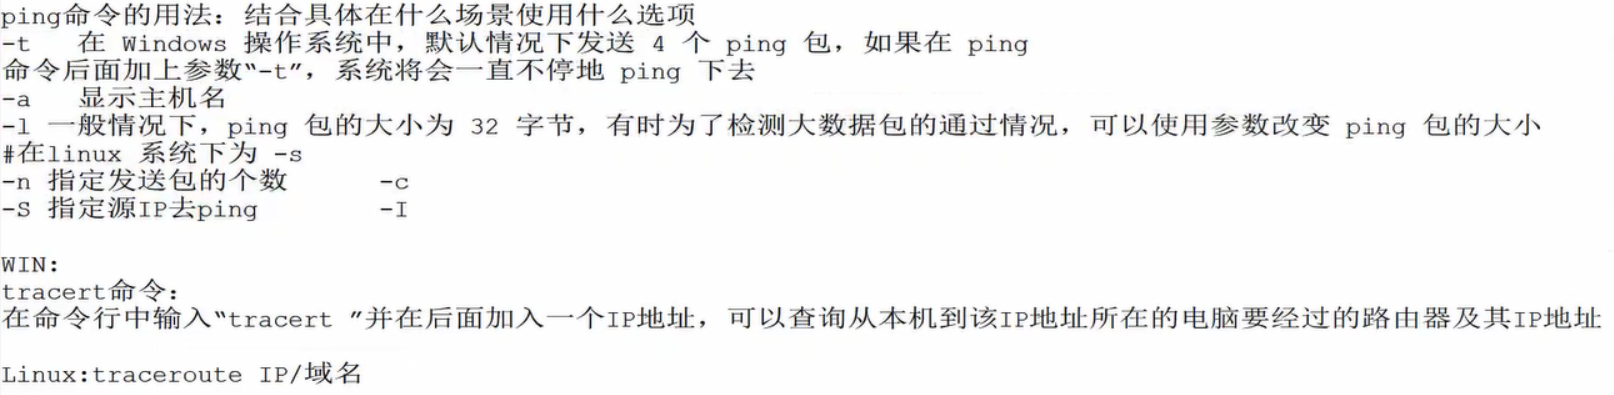 ping命令的用法：结合具体在什么场景使用什么选项
-t   在 Windows 操作系统中，默认情况下发送 4 个 ping 包，如果在 ping
命令后面加上参数“-t”，系统将会一直不停地 ping 下去
-a   显示主机名
-l 一般情况下，ping 包的大小为 32 字节，有时为了检测大数据包的通过情况，可以使用参数改变 ping 包的大小
#在linux 系统下为 -s
-n 指定发送包的个数      -c
-S 指定源IP去ping        -I
WIN：
tracert命令：
在命令行中输入“tracert ”并在后面加入一个IP地址，可以查询从本机到该IP地址所在的电脑要经过的路由器及其IP地址
Linux:traceroute IP/域名